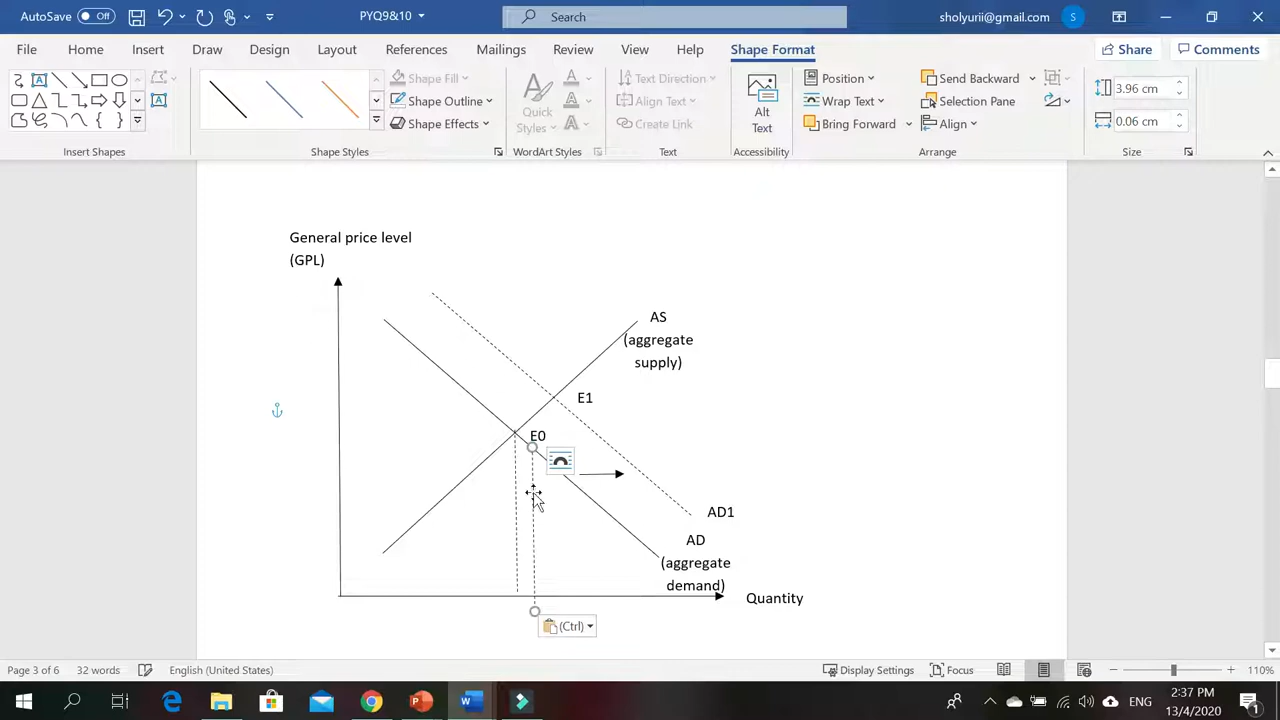 AutoSave Off PYQ9&10 Search sholyurii@gmail.com S
File Home Insert Draw Design Layout References Mailings Review View Help Shape Format Share Comments
Shape Fill
Shape Outline
Shape Effects
Quick
Styles
Text Direction
Align Text
Create Link
Alt
Text
Position
Wrap Text
Bring Forward
Send Backward
Selection Pane
Align
3.96 cm
0.06 cm
Insert Shapes Shape Styles WordArt Styles Text Accessibility Arrange Size
General price level
(GPL)
AS
(aggregate
supply)
E1
E0
AD1
AD
(aggregate
demand)
Quantity
(Ctrl)
Page 3 of 6 32 words English (United States) Display Settings Focus 110%
ENG
2:37 PM
13/4/2020
1